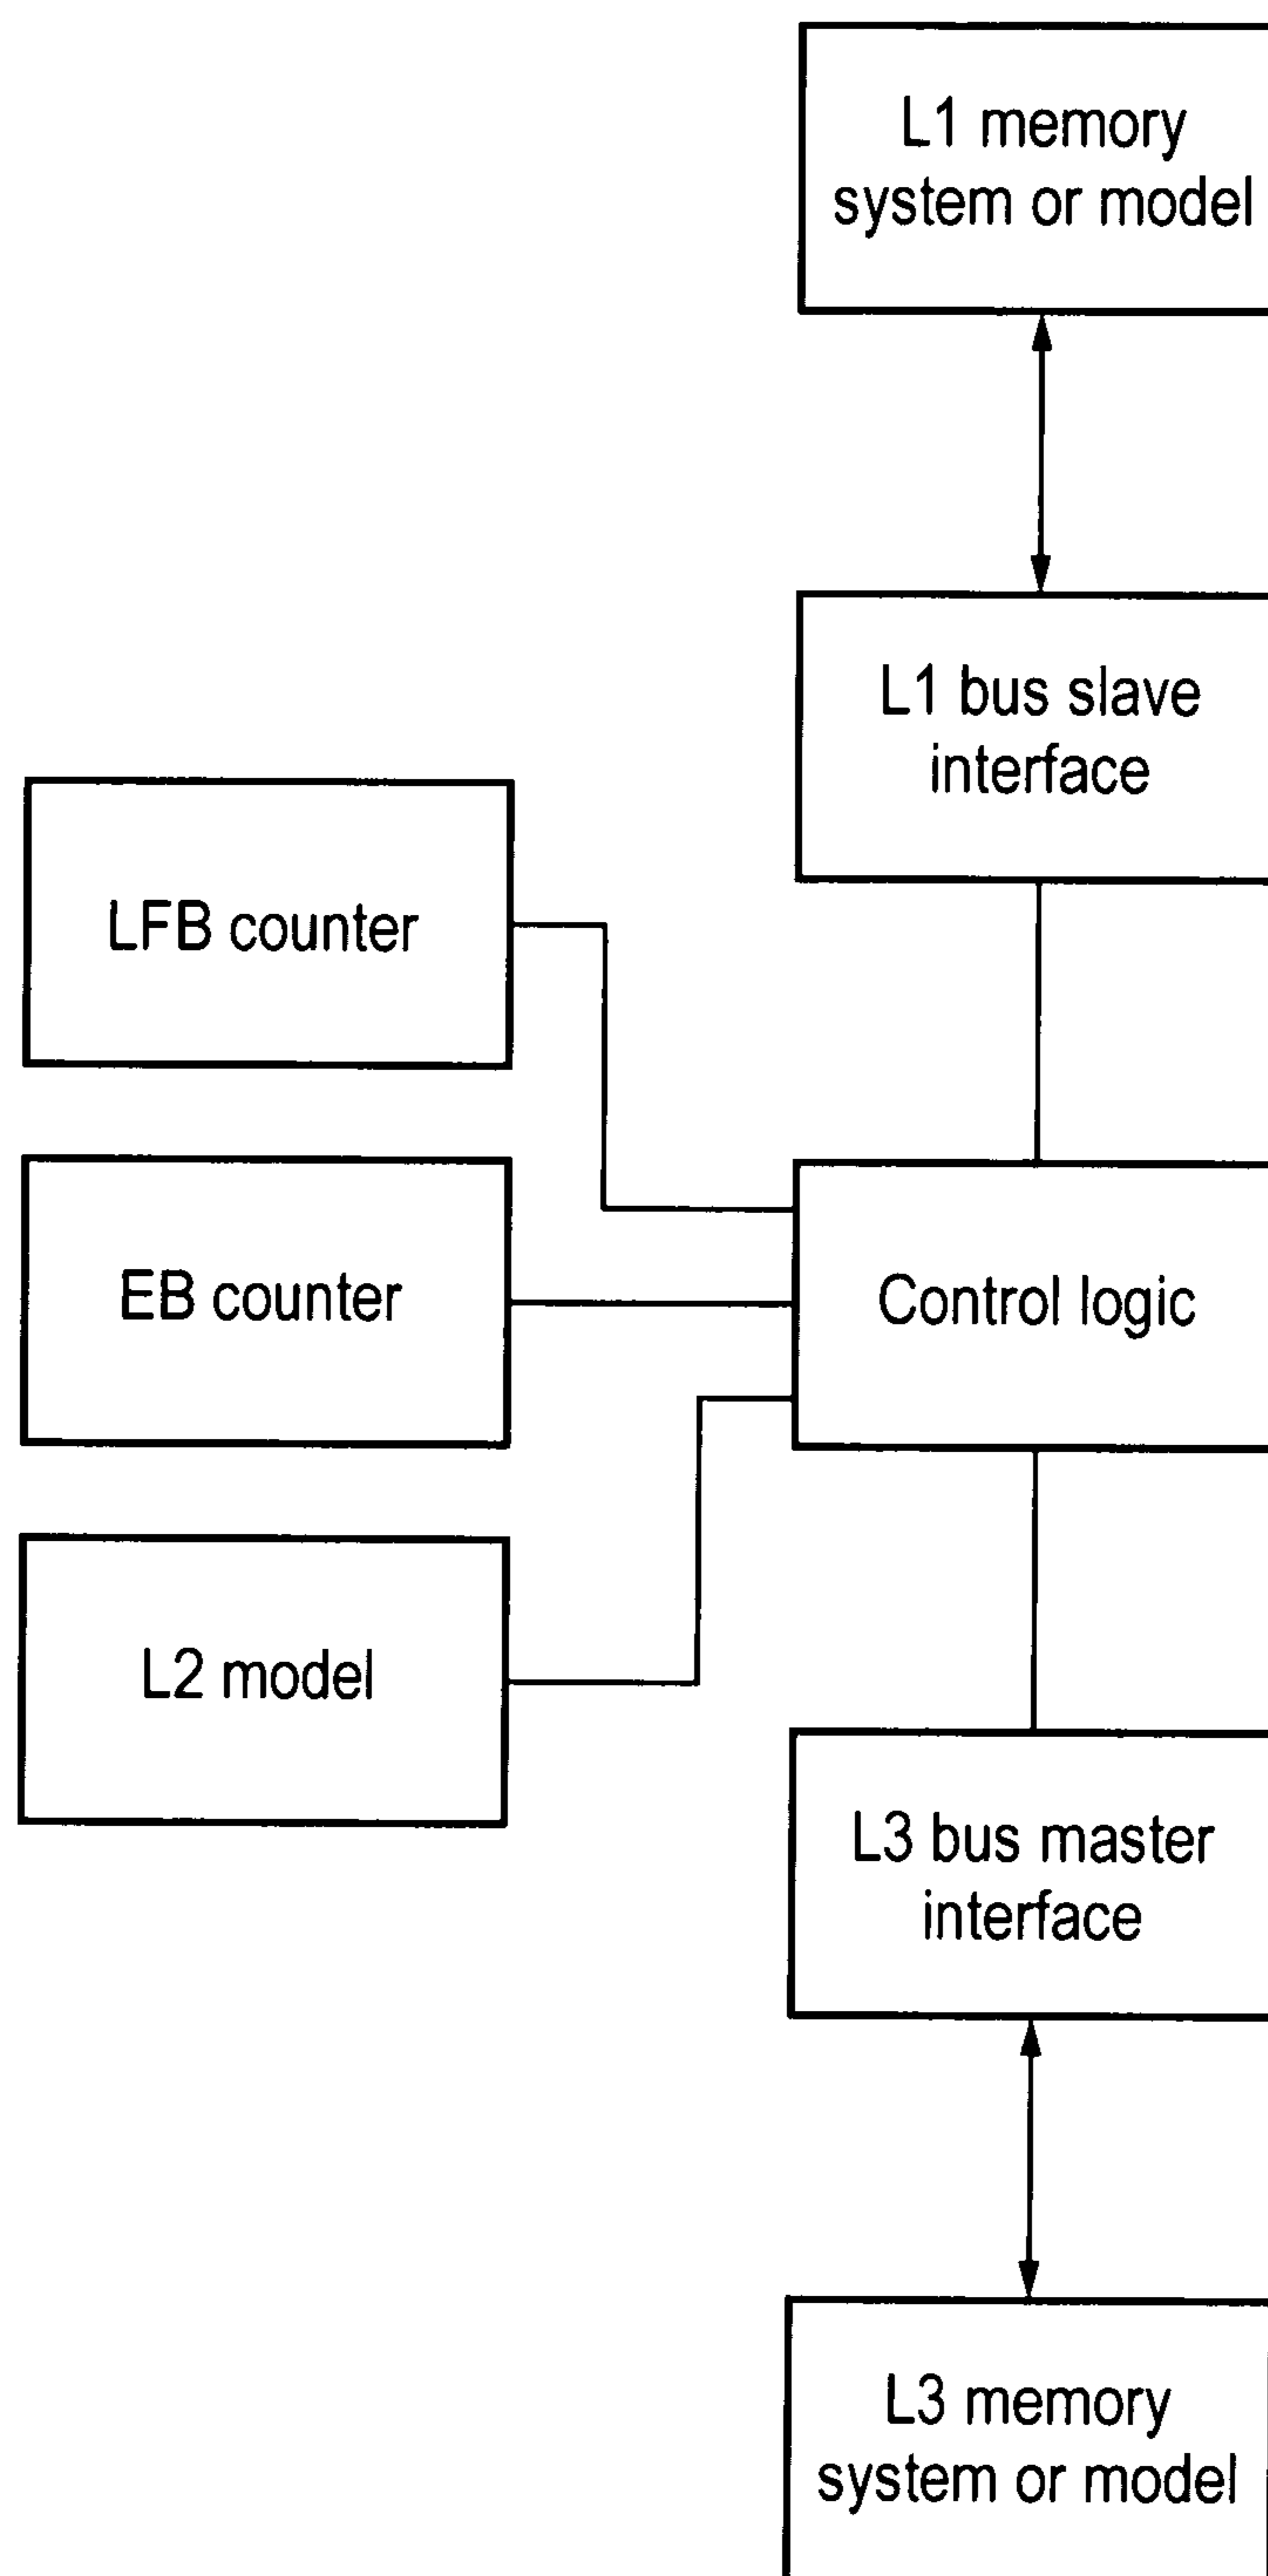 L1 memory
system or model
L1 bus slave
interface
LFB counter
EB counter
Control logic
L2 model
L3 bus master
interface
L3 memory
system or model